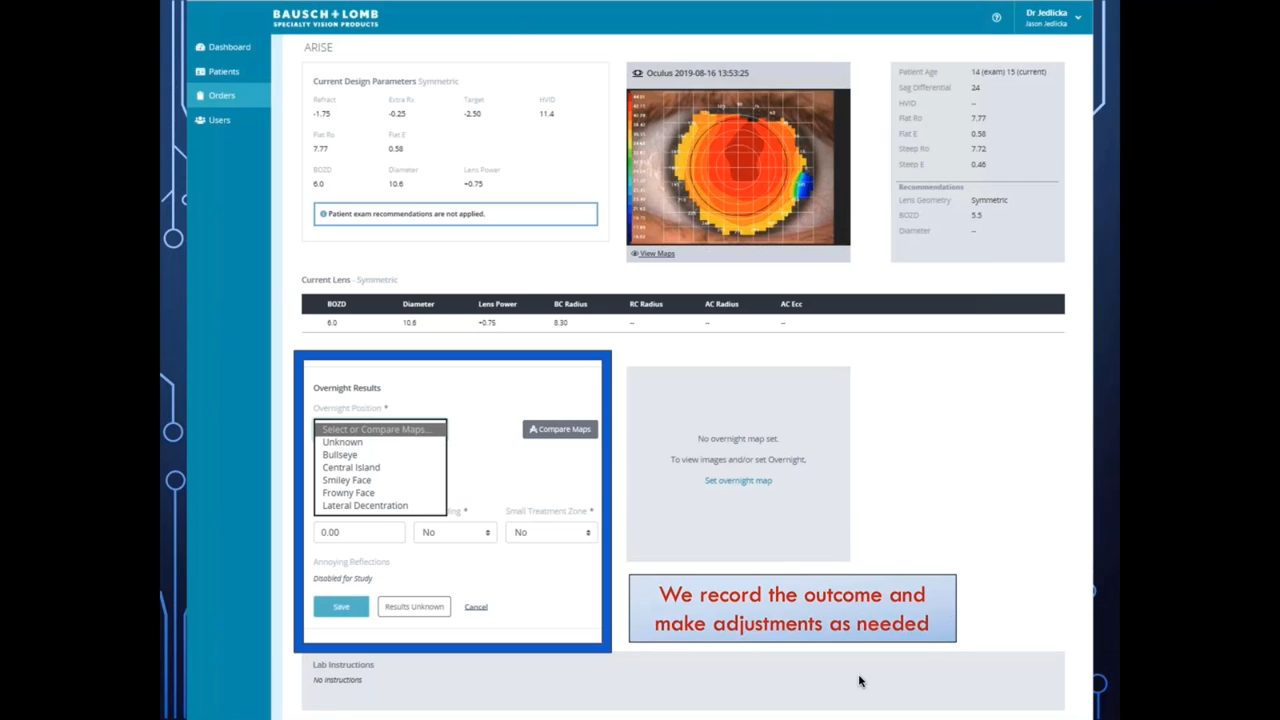 BAUSCH + LOMB
SPECIALTY VISION PRODUCTS
Dr Jedlicka
Jason Jedlicka
Dashboard
Patients
Orders
Users
ARISE
Current Design Parameters Symmetric
Refract Extra Rx Target HVID
-1.75 -0.25 -2.50 11.4
Flat Ro Flat E
7.77 0.58
BOZD Diameter Lens Power
6.0 10.6 +0.75
Patient exam recommendations are not applied.
Oculus 2019-08-16 13:53:25
View Maps
Patient Age 14 (exam) 15 (current)
Sag Differential 24
HVID --
Flat Ro 7.77
Flat E 0.58
Steep Ro 7.72
Steep E 0.46
Recommendations
Lens Geometry Symmetric
BOZD 5.5
Diameter --
Current Lens - Symmetric
BOZD Diameter Lens Power BC Radius RC Radius AC Radius AC Ecc
6.0 10.6 +0.75 8.30 -- -- --
Overnight Results
Overnight Position *
Select or Compare Maps...
Compare Maps
Unknown
Bullseye
Central Island
Smiley Face
Frowny Face
Lateral Decentration
Small Treatment Zone *
0.00 No No
Annoying Reflections
Disabled for Study
Save Results Unknown Cancel
No overnight map set.
To view images and/or set Overnight,
Set overnight map
We record the outcome and
make adjustments as needed
Lab Instructions
No instructions